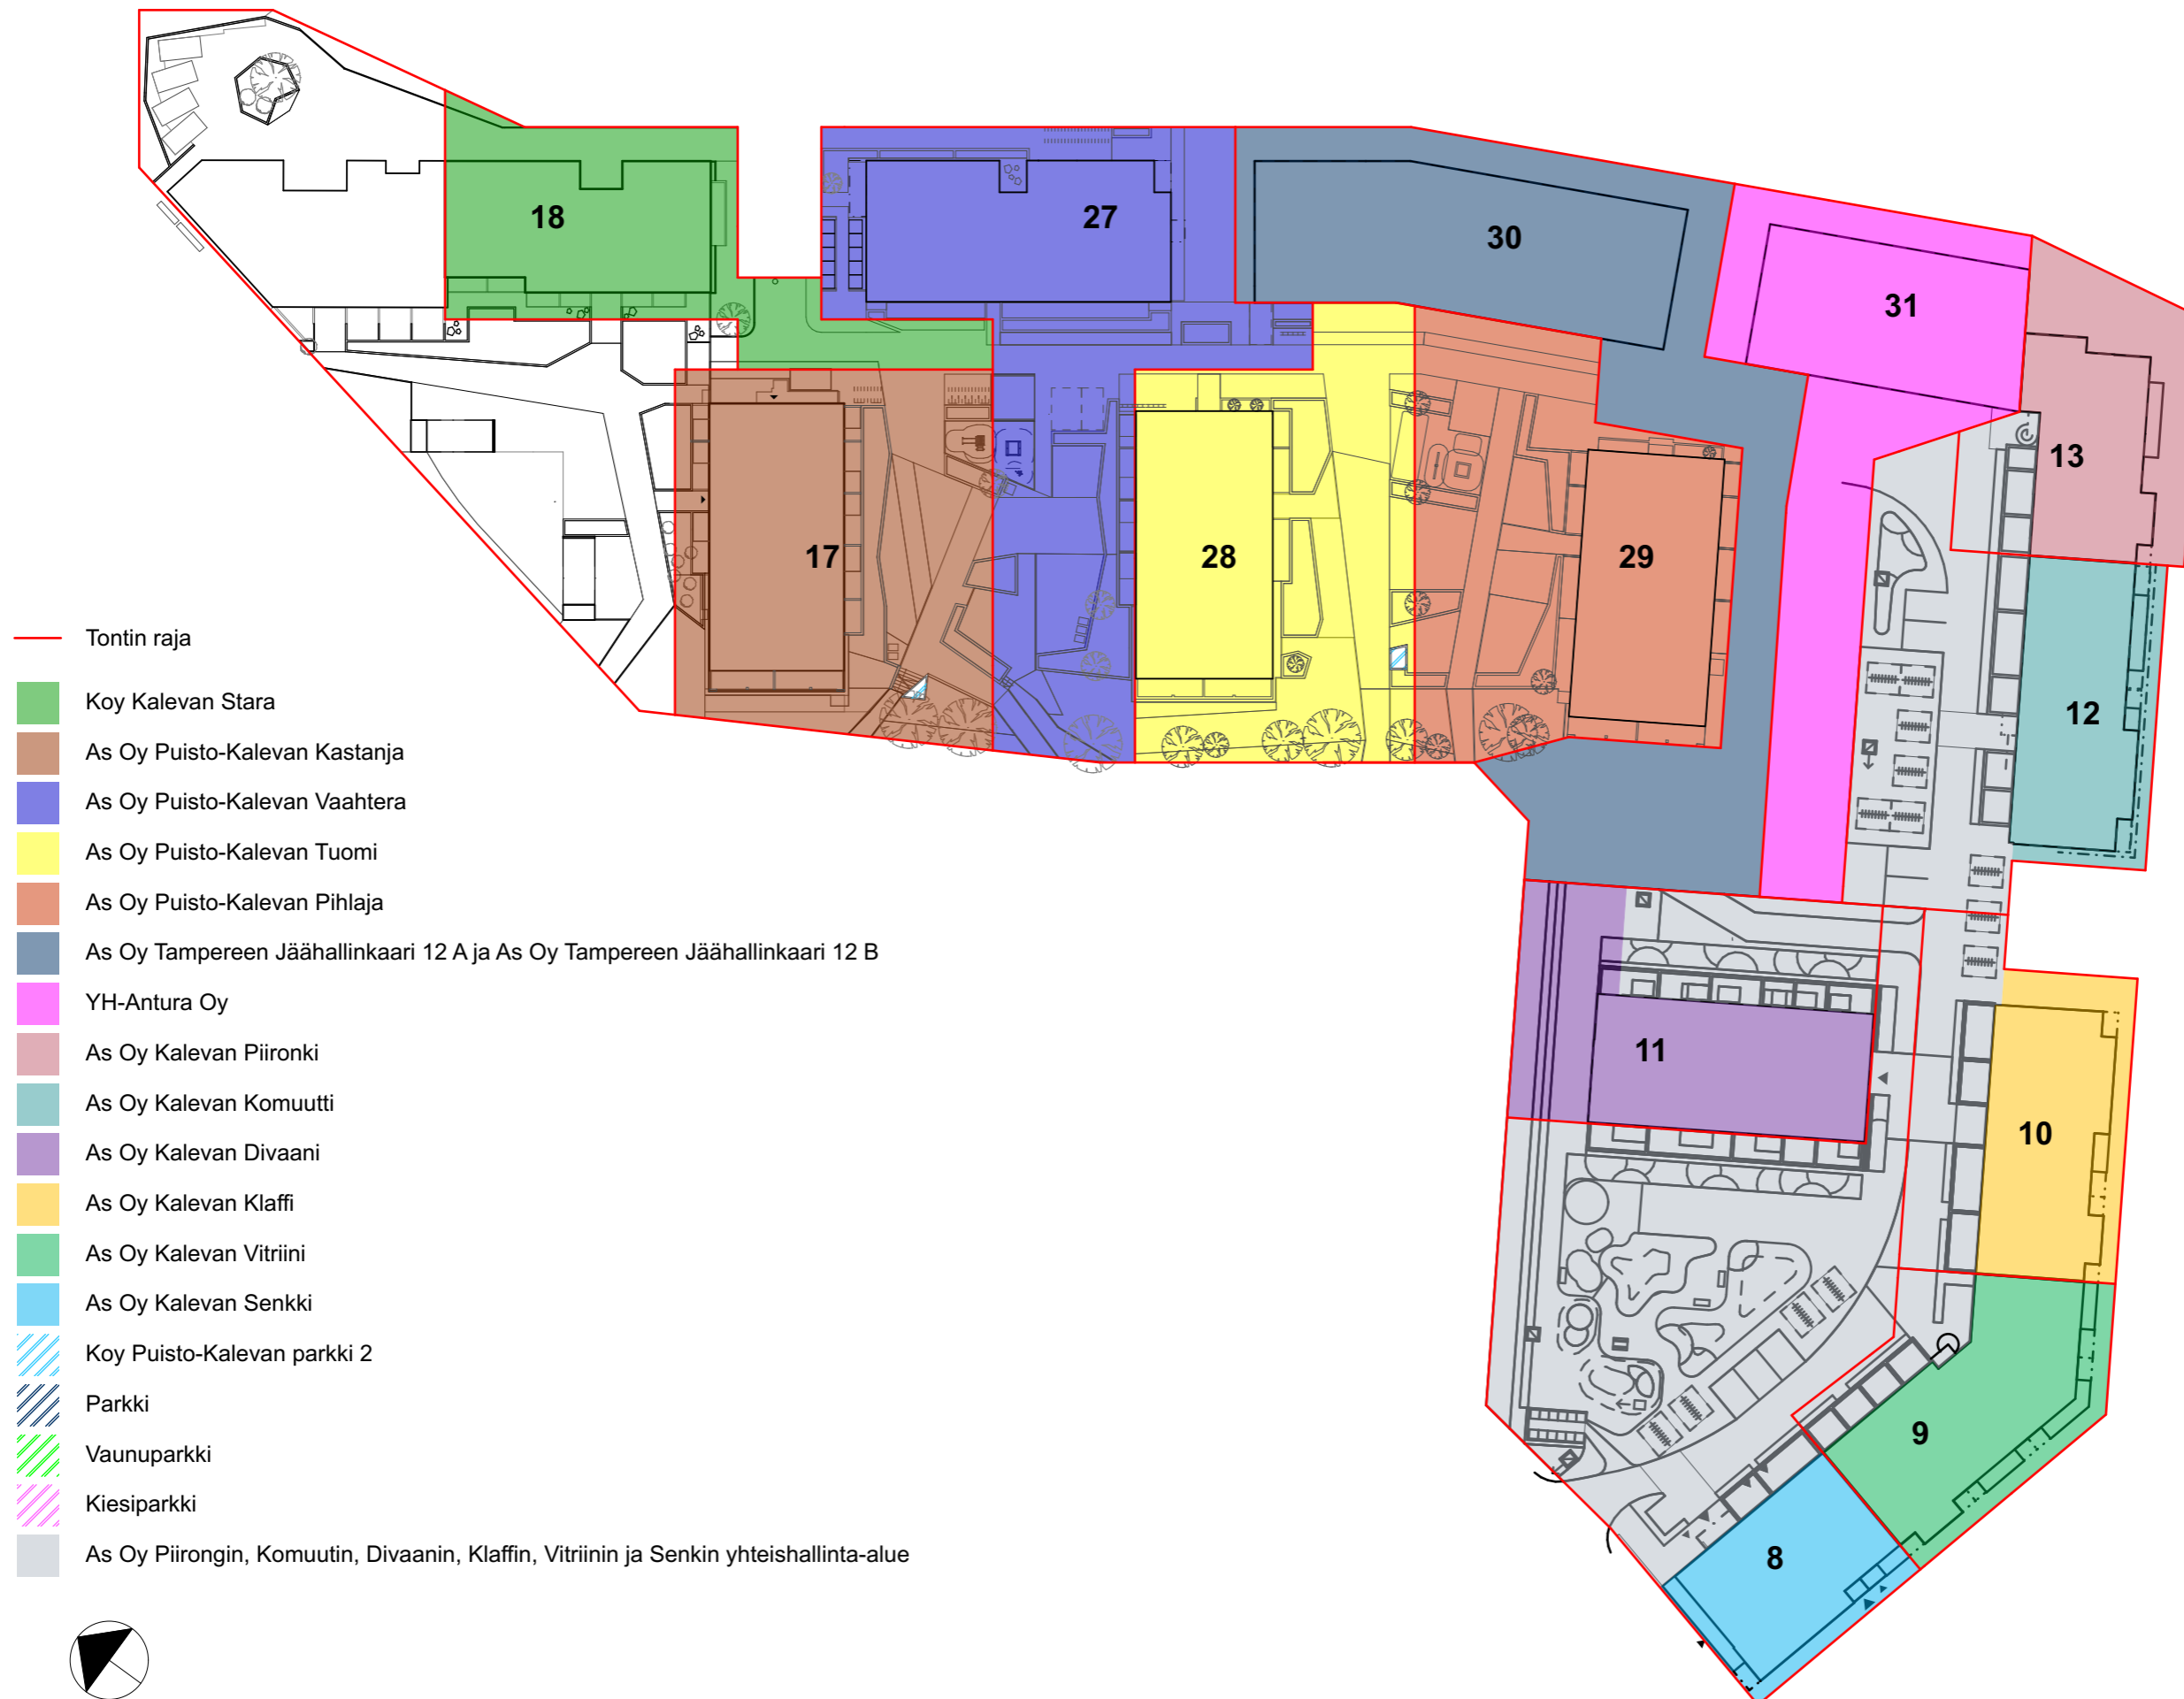 18
27
30
31
13
17
28
29
12
11
10
9
8
Tontin raja
Koy Kalevan Stara
As Oy Puisto-Kalevan Kastanja
As Oy Puisto-Kalevan Vaahtera
As Oy Puisto-Kalevan Tuomi
As Oy Puisto-Kalevan Pihlaja
As Oy Tampereen Jäähallinkaari 12 A ja As Oy Tampereen Jäähallinkaari 12 B
YH-Antura Oy
As Oy Kalevan Piironki
As Oy Kalevan Komuutti
As Oy Kalevan Divaani
As Oy Kalevan Klaffi
As Oy Kalevan Vitriini
As Oy Kalevan Senkki
Koy Puisto-Kalevan parkki 2
Parkki
Vaunuparkki
Kiesiparkki
As Oy Piirongin, Komuutin, Divaanin, Klaffin, Vitriinin ja Senkin yhteishallinta-alue